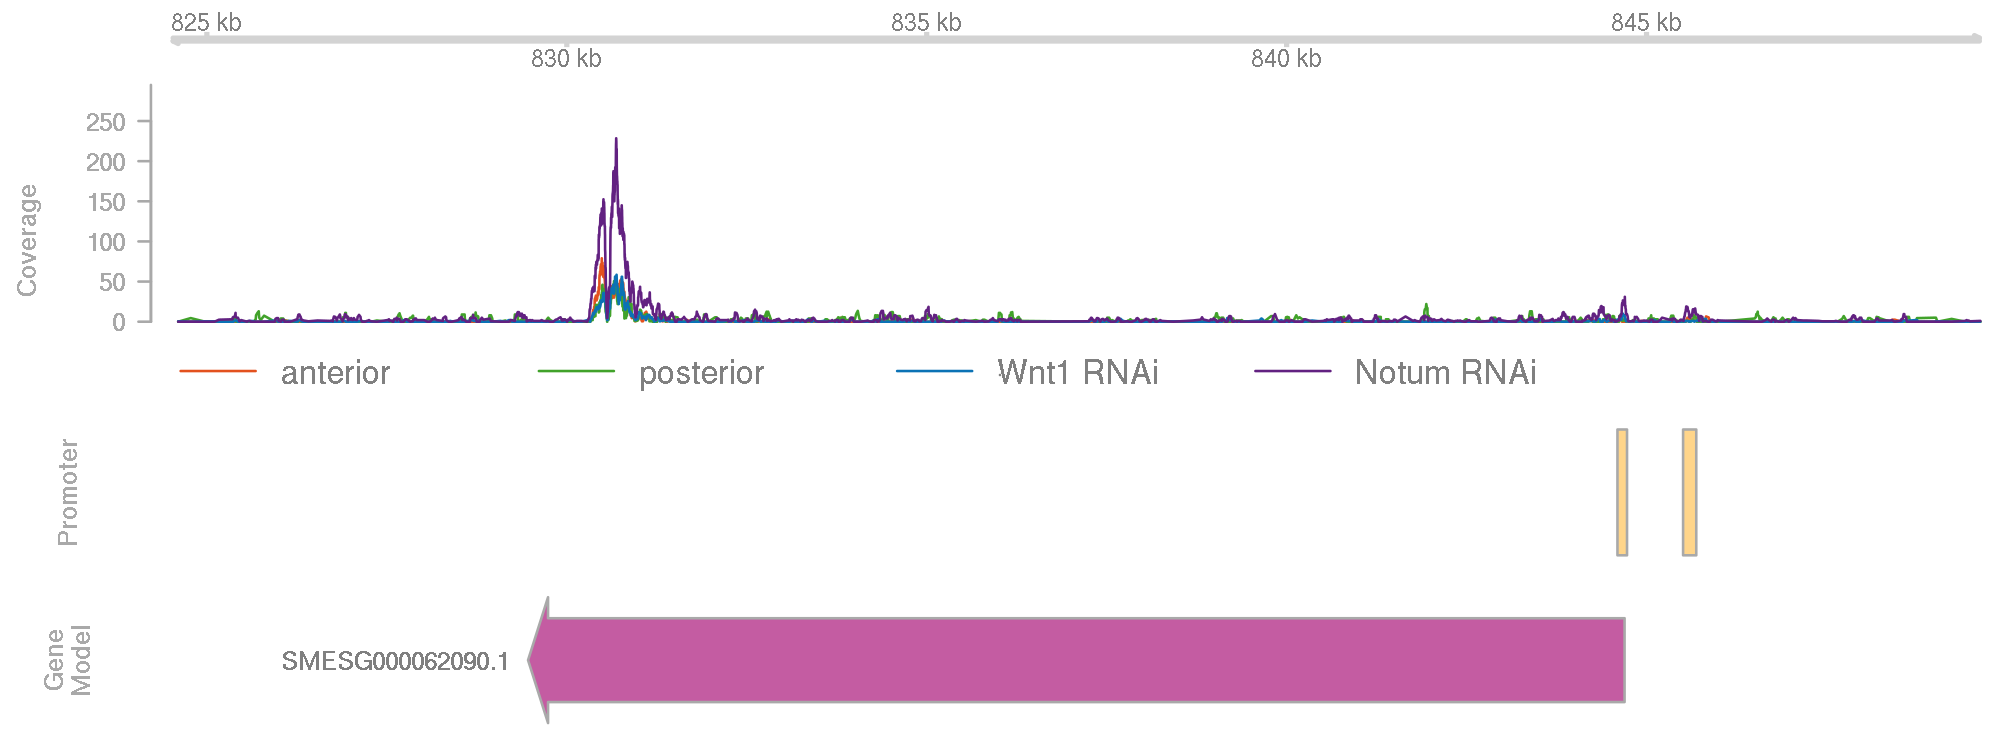 825 kb 835 kb 845 kb
830 kb 840 kb
250
200
150
100
50
0
Coverage
anterior posterior Wnt1 RNAi Notum RNAi
Promoter
Gene
Model
SMESG000062090.1